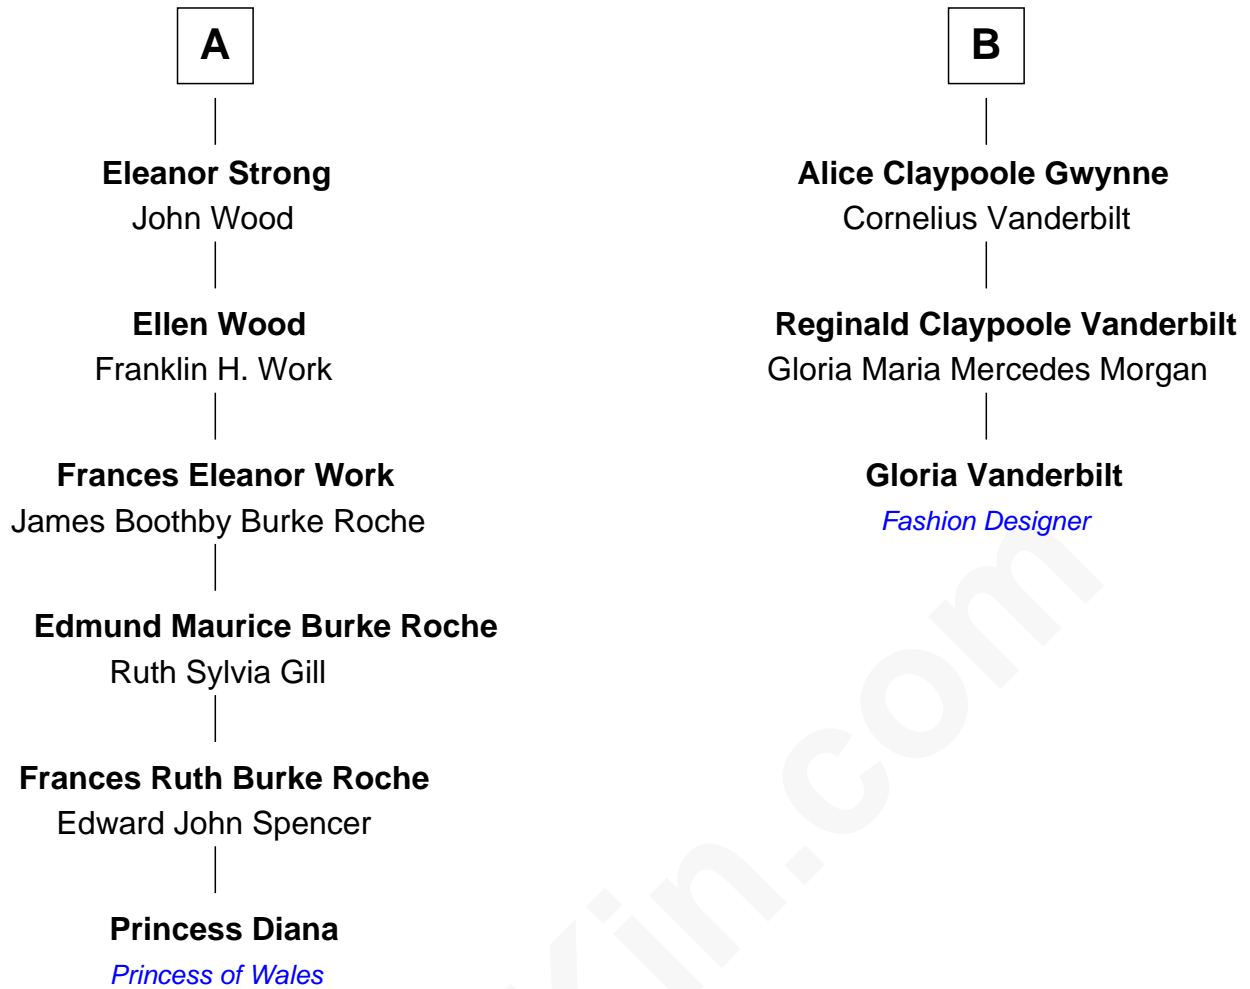 A
Eleanor Strong
John Wood
Ellen Wood
Franklin H. Work
Frances Eleanor Work
James Boothby Burke Roche
Edmund Maurice Burke Roche
Ruth Sylvia Gill
Frances Ruth Burke Roche
Edward John Spencer
Princess Diana
Princess of Wales
B
Alice Claypoole Gwynne
Cornelius Vanderbilt
Reginald Claypoole Vanderbilt
Gloria Maria Mercedes Morgan
Gloria Vanderbilt
Fashion Designer
Kin.com